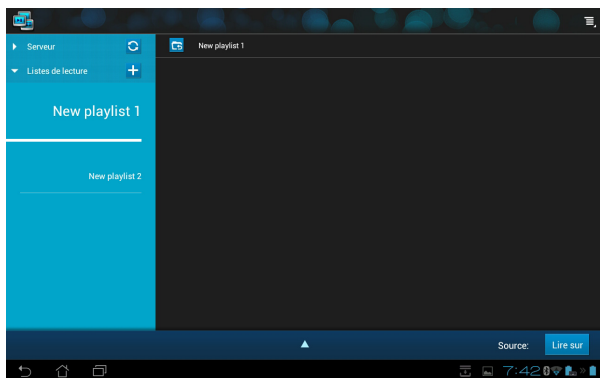 Serveur
New playlist 1
Listes de lecture
New playlist 1
New playlist 2
Source:
Lire sur
7:42